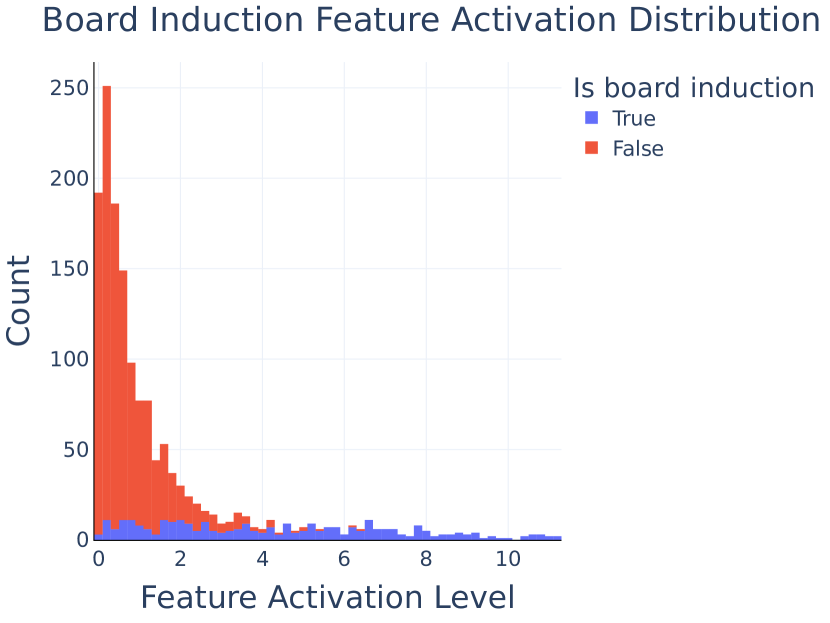 Board Induction Feature Activation Distribution
Is board induction
True
False
Count
250
200
150
100
50
0
0 2 4 6 8 10
Feature Activation Level